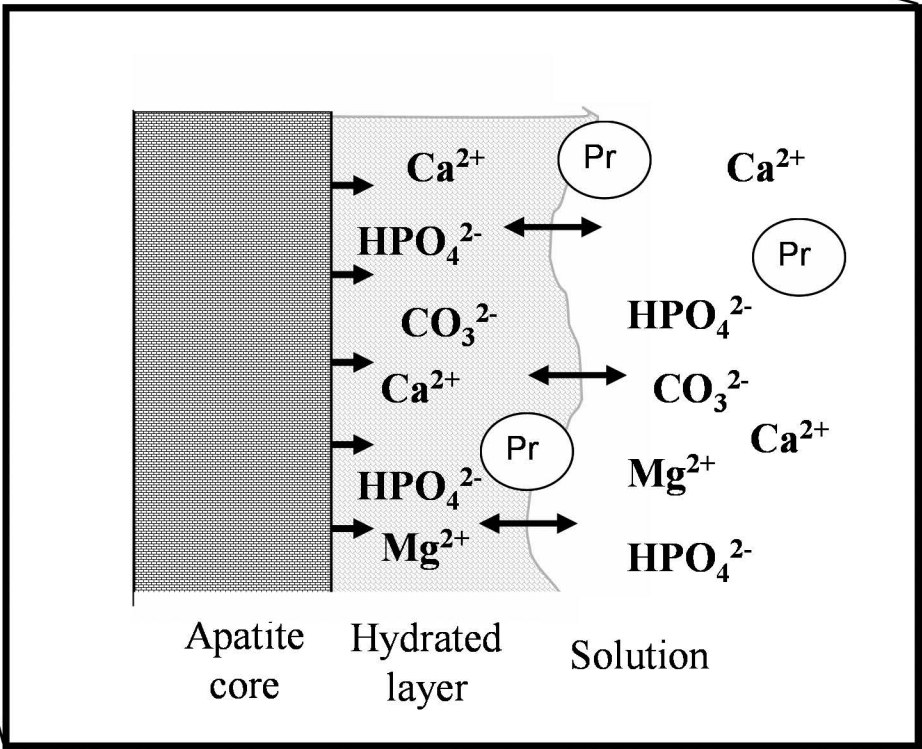 Ca²⁺
Pr
Ca²⁺
HPO₄²⁻
Pr
CO₃²⁻
HPO₄²⁻
Ca²⁺
CO₃²⁻
Pr
Ca²⁺
HPO₄²⁻
Mg²⁺
Mg²⁺
HPO₄²⁻
Apatite
core
Hydrated
layer
Solution